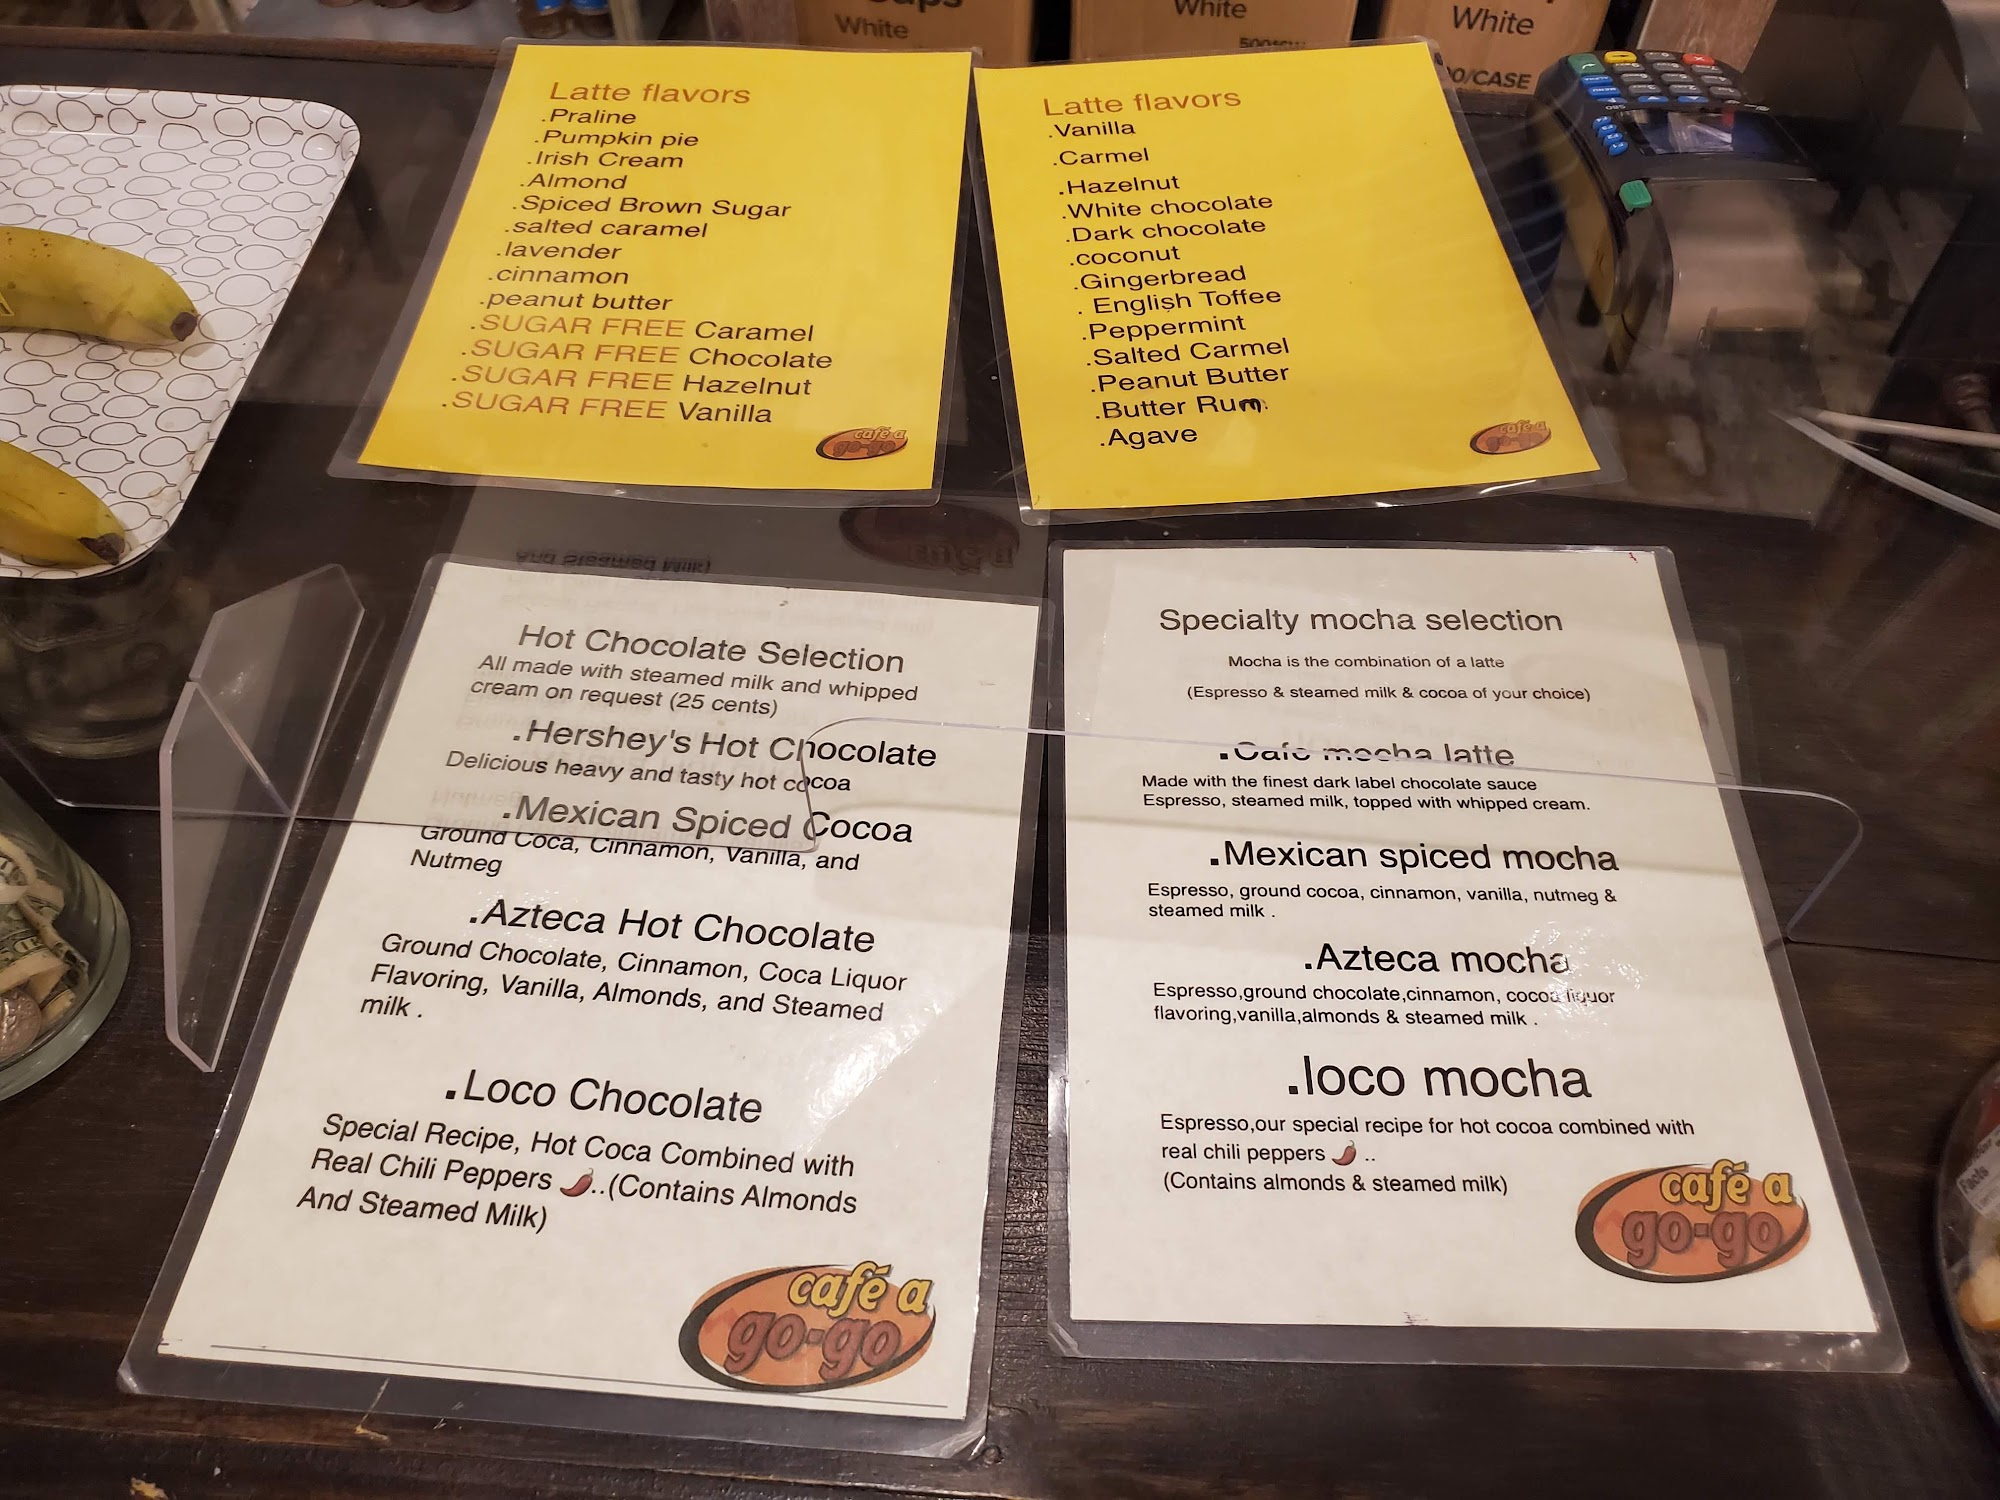 White
White
White
500
00/CASE
Latte flavors
.Praline
.Pumpkin pie
.Irish Cream
.Almond
.Spiced Brown Sugar
.salted caramel
.lavender
.cinnamon
.peanut butter
.SUGAR FREE Caramel
.SUGAR FREE Chocolate
.SUGAR FREE Hazelnut
.SUGAR FREE Vanilla
café a
go-go
Latte flavors
.Vanilla
.Carmel
.Hazelnut
.White chocolate
.Dark chocolate
.coconut
.Gingerbread
. English Toffee
.Peppermint
.Salted Carmel
.Peanut Butter
.Butter Rum
.Agave
café a
go-go
Hot Chocolate Selection
All made with steamed milk and whipped
cream on request (25 cents)
.Hershey's Hot Chocolate
Delicious heavy and tasty hot cocoa
.Mexican Spiced Cocoa
Ground Coca, Cinnamon, Vanilla, and
Nutmeg
.Azteca Hot Chocolate
Ground Chocolate, Cinnamon, Coca Liquor
Flavoring, Vanilla, Almonds, and Steamed
milk .
.Loco Chocolate
Special Recipe, Hot Coca Combined with
Real Chili Peppers 🌶..(Contains Almonds
And Steamed Milk)
café a
go-go
Specialty mocha selection
Mocha is the combination of a latte
(Espresso & steamed milk & cocoa of your choice)
.Cafe mocha latte
Made with the finest dark label chocolate sauce
Espresso, steamed milk, topped with whipped cream.
.Mexican spiced mocha
Espresso, ground cocoa, cinnamon, vanilla, nutmeg &
steamed milk .
.Azteca mocha
Espresso,ground chocolate,cinnamon, cocoa liquor
flavoring,vanilla,almonds & steamed milk .
.loco mocha
Espresso,our special recipe for hot cocoa combined with
real chili peppers 🌶 ..
(Contains almonds & steamed milk)
café a
go-go